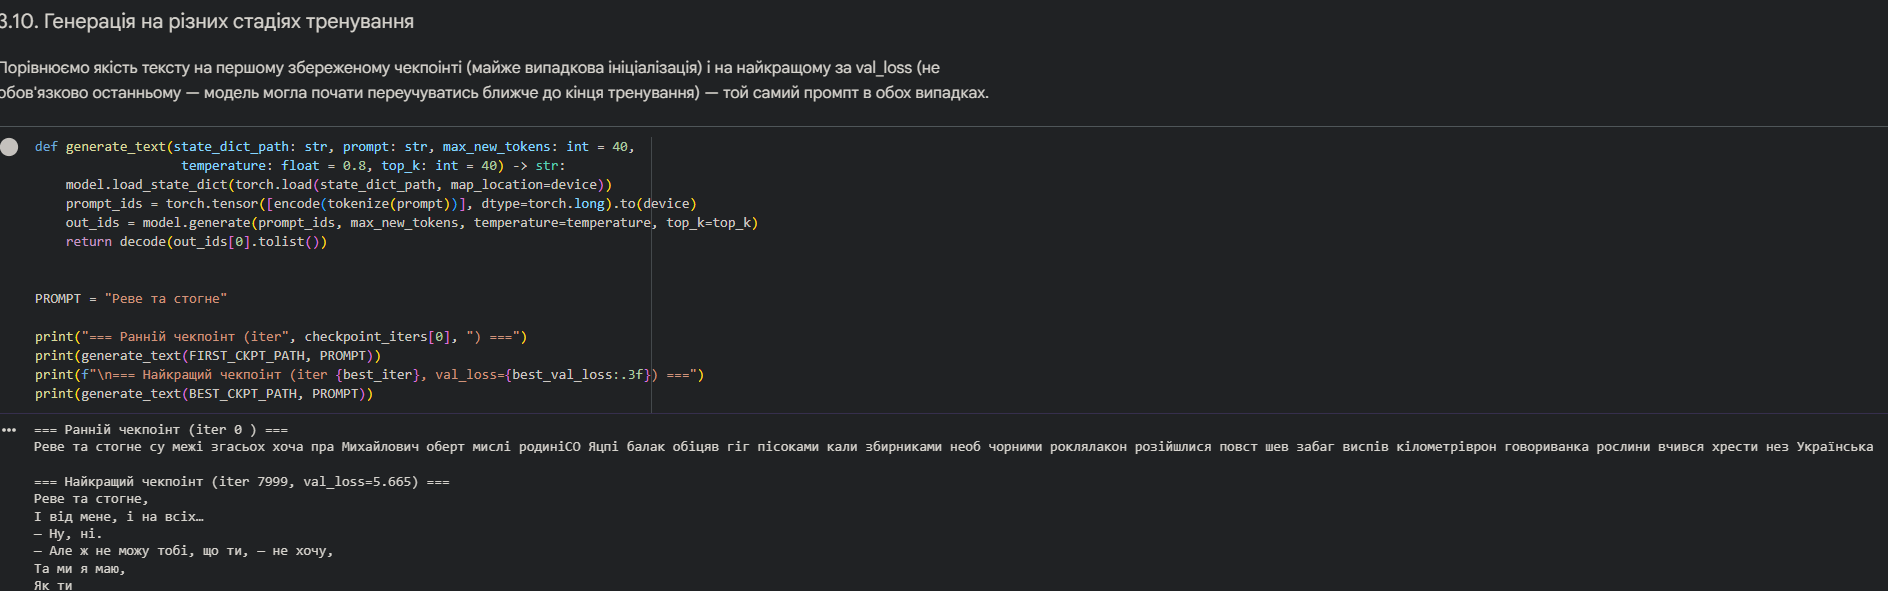 3.10. Генерація на різних стадіях тренування
Порівнюємо якість тексту на першому збереженому чекпоінті (майже випадкова ініціалізація) і на найкращому за val_loss (не
обов'язково останньому — модель могла почати переучуватись ближче до кінця тренування) — той самий промпт в обох випадках.
def generate_text(state_dict_path: str, prompt: str, max_new_tokens: int = 40,
                  temperature: float = 0.8, top_k: int = 40) -> str:
    model.load_state_dict(torch.load(state_dict_path, map_location=device))
    prompt_ids = torch.tensor([encode(tokenize(prompt))], dtype=torch.long).to(device)
    out_ids = model.generate(prompt_ids, max_new_tokens, temperature=temperature, top_k=top_k)
    return decode(out_ids[0].tolist())
PROMPT = "Реве та стогне"
print("=== Ранній чекпоінт (iter", checkpoint_iters[0], ") ===")
print(generate_text(FIRST_CKPT_PATH, PROMPT))
print(f"\n=== Найкращий чекпоінт (iter {best_iter}, val_loss={best_val_loss:.3f}) ===")
print(generate_text(BEST_CKPT_PATH, PROMPT))
=== Ранній чекпоінт (iter 0 ) ===
Реве та стогне су межі згасьох хоча пра Михайлович оберт мислі родиніСО Яцпі балак обіцяв гіг пісоками кали збирниками необ чорними роклялакон розійшлися повст шев забаг виспів кілометріврон говориванка рослини вчився хрести нез Українська
=== Найкращий чекпоінт (iter 7999, val_loss=5.665) ===
Реве та стогне,
І від мене, і на всіх…
— Ну, ні.
— Але ж не можу тобі, що ти, — не хочу,
Та ми я маю,
Як ти